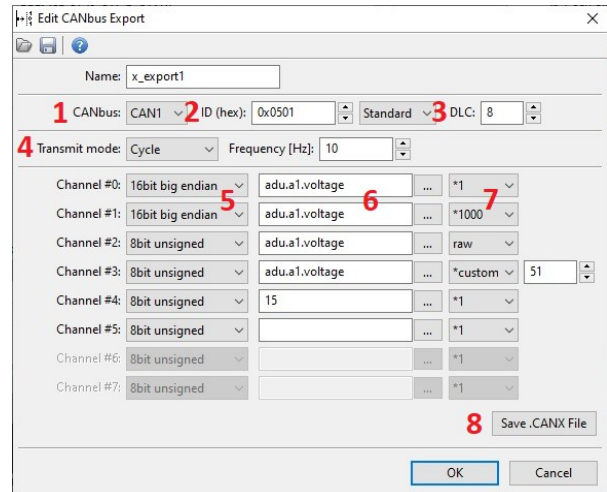 Edit CANbus Export
Name: x_export1
1 CANbus: CAN1 2 ID (hex): 0x0501 Standard 3 DLC: 8
4 Transmit mode: Cycle Frequency [Hz]: 10
Channel #0: 16bit big endian 5 adu.a1.voltage 6 ... *1 7
Channel #1: 16bit big endian adu.a1.voltage ... *1000
Channel #2: 8bit unsigned adu.a1.voltage ... raw
Channel #3: 8bit unsigned adu.a1.voltage ... *custom 51
Channel #4: 8bit unsigned 15 ... *1
Channel #5: 8bit unsigned ... *1
Channel #6: 8bit unsigned ... *1
Channel #7: 8bit unsigned ... *1
8 Save .CANX File
OK Cancel